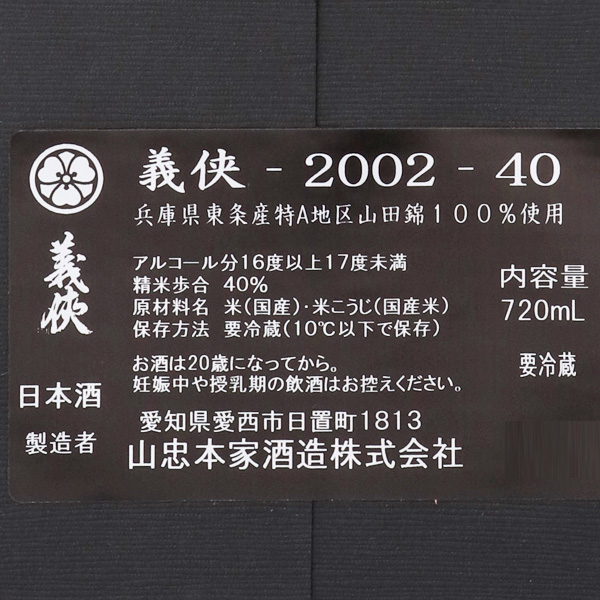 義侠 - 2002 - 40
兵庫県東条産特A地区山田錦100%使用
義侠
アルコール分16度以上17度未満
精米歩合 40%
原材料名 米(国産)・米こうじ(国産米)
保存方法 要冷蔵(10℃以下で保存)
内容量
720mL
要冷蔵
お酒は20歳になってから。
妊娠中や授乳期の飲酒はお控えください。
日本酒
製造者
愛知県愛西市日置町1813
山忠本家酒造株式会社